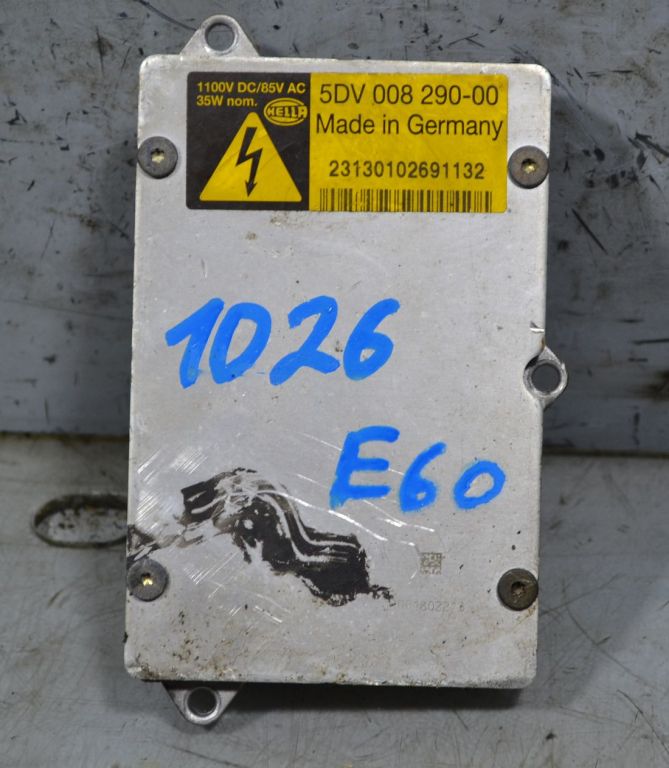 1100V DC/85V AC
35W nom.
HELLA
5DV 008 290-00
Made in Germany
23130102691132
1026
E60